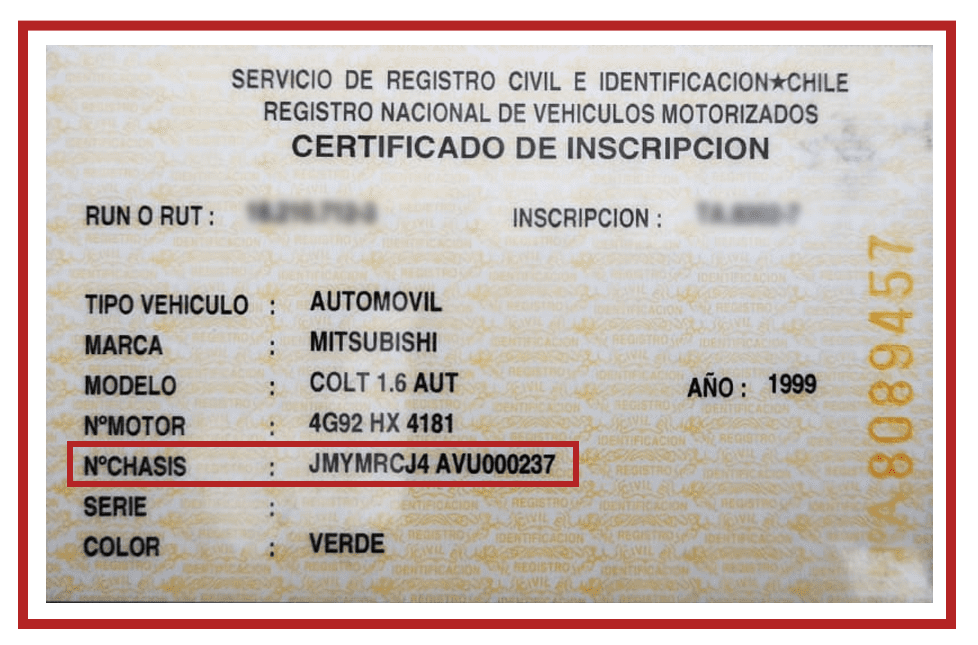 SERVICIO DE REGISTRO CIVIL E IDENTIFICACION★CHILE
REGISTRO NACIONAL DE VEHICULOS MOTORIZADOS
CERTIFICADO DE INSCRIPCION
RUN O RUT :
INSCRIPCION :
TIPO VEHICULO : AUTOMOVIL
MARCA : MITSUBISHI
MODELO : COLT 1.6 AUT
AÑO : 1999
NºMOTOR : 4G92 HX 4181
NºCHASIS : JMYMRCJ4 AVU000237
SERIE :
COLOR : VERDE
A8089457